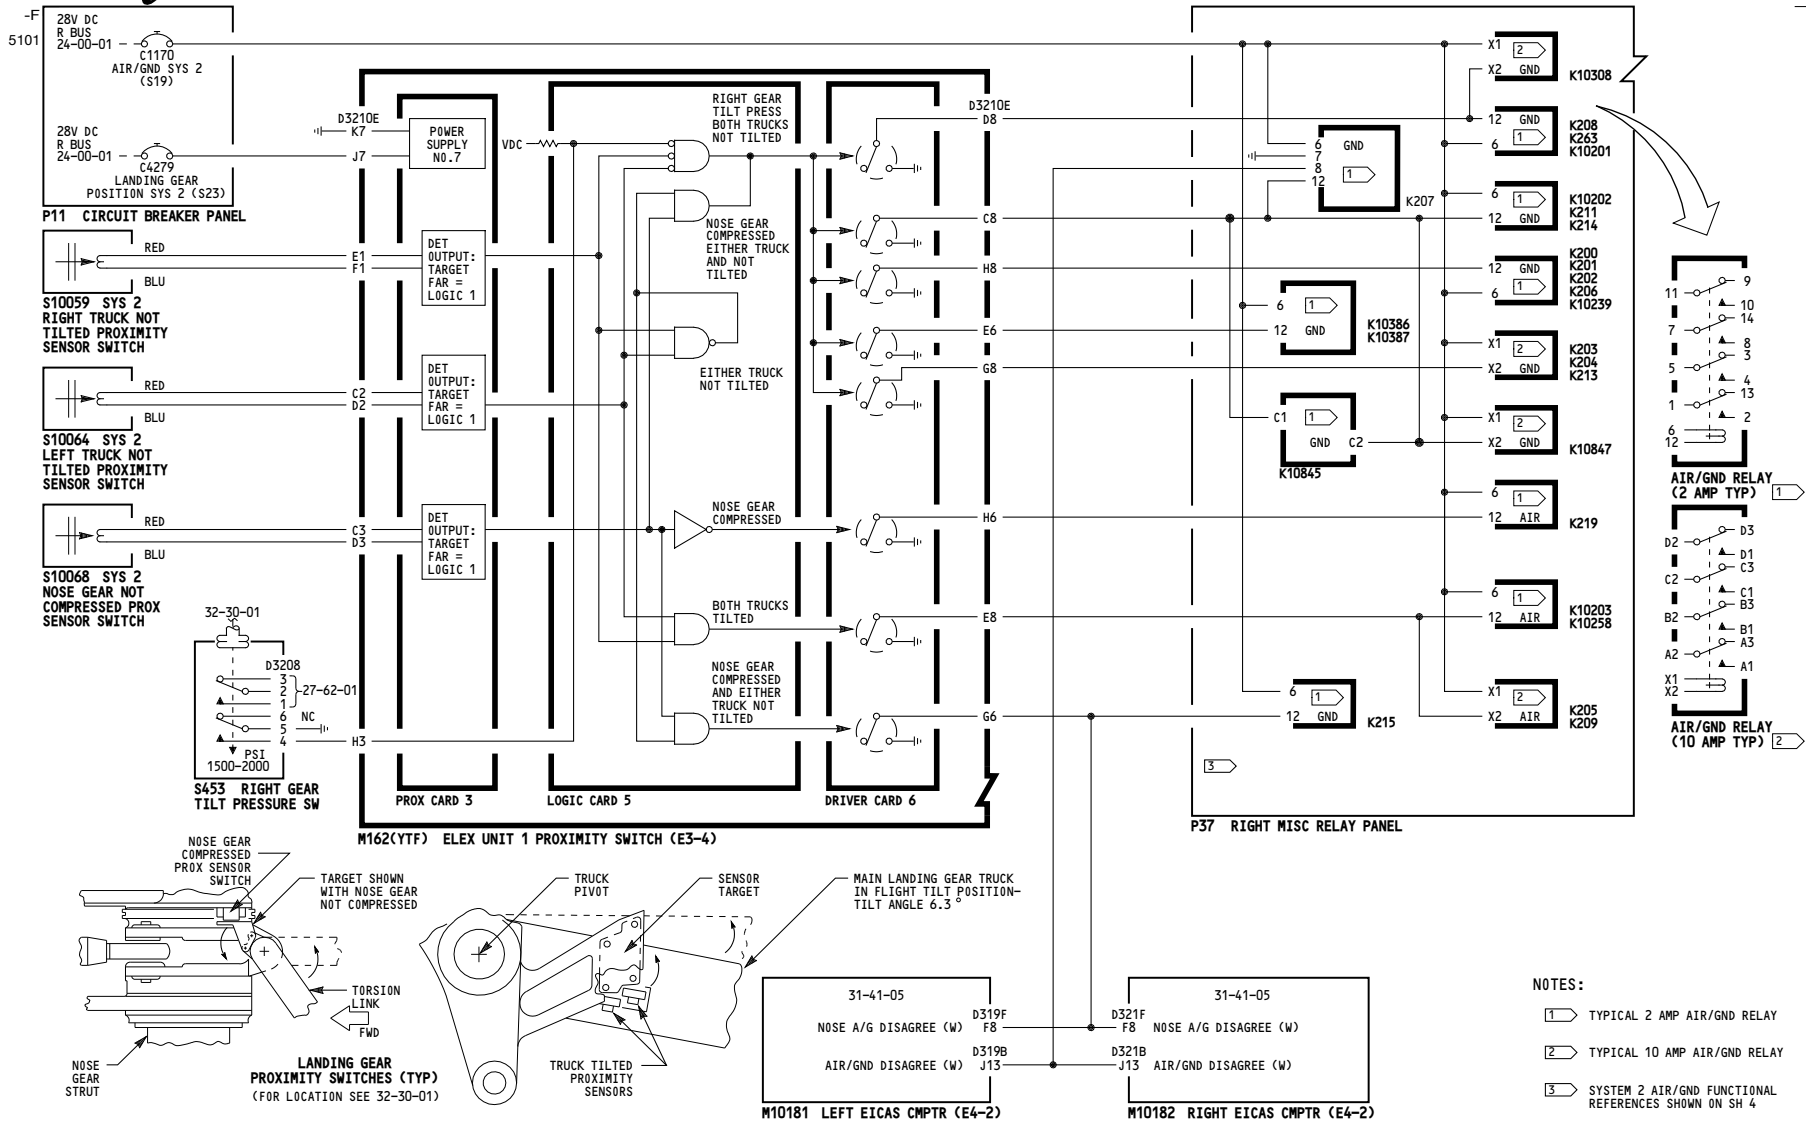 -F
5101
28V DC
R BUS
24-00-01
C1170
AIR/GND SYS 2
(S19)
28V DC
R BUS
24-00-01
C4279
LANDING GEAR
POSITION SYS 2 (S23)
P11 CIRCUIT BREAKER PANEL
RED
BLU
S10059 SYS 2
RIGHT TRUCK NOT
TILTED PROXIMITY
SENSOR SWITCH
RED
BLU
S10064 SYS 2
LEFT TRUCK NOT
TILTED PROXIMITY
SENSOR SWITCH
RED
BLU
S10068 SYS 2
NOSE GEAR NOT
COMPRESSED PROX
SENSOR SWITCH
32-30-01
D3208
3
2
1
27-62-01
6 NC
5
4
PSI
1500-2000
S453 RIGHT GEAR
TILT PRESSURE SW
D3210E
K7
J7
E1
F1
C2
D2
C3
D3
H3
POWER
SUPPLY
NO.7
DET
OUTPUT:
TARGET
FAR =
LOGIC 1
DET
OUTPUT:
TARGET
FAR =
LOGIC 1
DET
OUTPUT:
TARGET
FAR =
LOGIC 1
PROX CARD 3
VDC
RIGHT GEAR
TILT PRESS
BOTH TRUCKS
NOT TILTED
NOSE GEAR
COMPRESSED
EITHER TRUCK
AND NOT
TILTED
EITHER TRUCK
NOT TILTED
NOSE GEAR
COMPRESSED
BOTH TRUCKS
TILTED
NOSE GEAR
COMPRESSED
AND EITHER
TRUCK NOT
TILTED
LOGIC CARD 5
DRIVER CARD 6
M162(YTF) ELEX UNIT 1 PROXIMITY SWITCH (E3-4)
D3210E
D8
C8
H8
E6
G8
H6
E8
G6
6 GND
7
8
1
12
K207
6
1
12 GND
K10386
K10387
C1
1
GND C2
K10845
6
1
12 GND
K215
X1
2
X2 GND
K10308
12 GND
1
6
K208
K263
K10201
6
1
12 GND
K10202
K211
K214
12 GND
1
6
K200
K201
K202
K206
K10239
X1
2
X2 GND
K203
K204
K213
X1
2
X2 GND
K10847
6
1
12 AIR
K219
6
1
12 AIR
K10203
K10258
X1
2
X2 AIR
K205
K209
3
P37 RIGHT MISC RELAY PANEL
9
11
10
14
7
8
3
5
4
13
1
2
6
12
AIR/GND RELAY
(2 AMP TYP) 1
D3
D2
D1
C3
C2
C1
B3
B2
B1
A3
A2
A1
X1
X2
AIR/GND RELAY
(10 AMP TYP) 2
NOSE GEAR
COMPRESSED
PROX SENSOR
SWITCH
TARGET SHOWN
WITH NOSE GEAR
NOT COMPRESSED
TORSION
LINK
FWD
NOSE
GEAR
STRUT
LANDING GEAR
PROXIMITY SWITCHES (TYP)
(FOR LOCATION SEE 32-30-01)
TRUCK
PIVOT
SENSOR
TARGET
MAIN LANDING GEAR TRUCK
IN FLIGHT TILT POSITION-
TILT ANGLE 6.3°
TRUCK TILTED
PROXIMITY
SENSORS
31-41-05
D319F
NOSE A/G DISAGREE (W) F8
D319B
AIR/GND DISAGREE (W) J13
M10181 LEFT EICAS CMPTR (E4-2)
31-41-05
D321F
F8 NOSE A/G DISAGREE (W)
D321B
J13 AIR/GND DISAGREE (W)
M10182 RIGHT EICAS CMPTR (E4-2)
NOTES:
1 TYPICAL 2 AMP AIR/GND RELAY
2 TYPICAL 10 AMP AIR/GND RELAY
3 SYSTEM 2 AIR/GND FUNCTIONAL
REFERENCES SHOWN ON SH 4